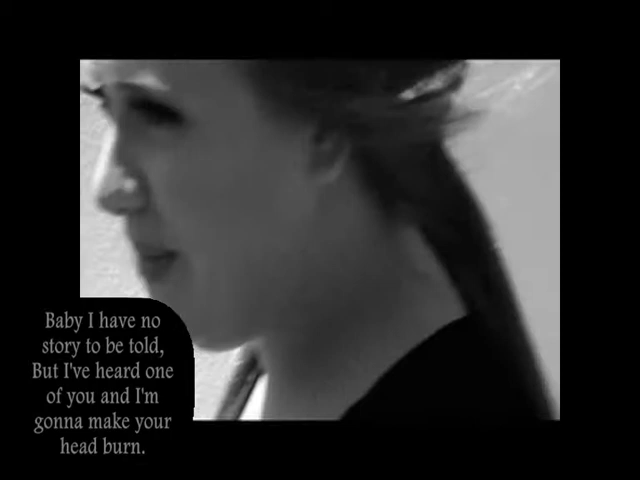 Baby I have no
story to be told,
But I've heard one
of you and I'm
gonna make your
head burn.